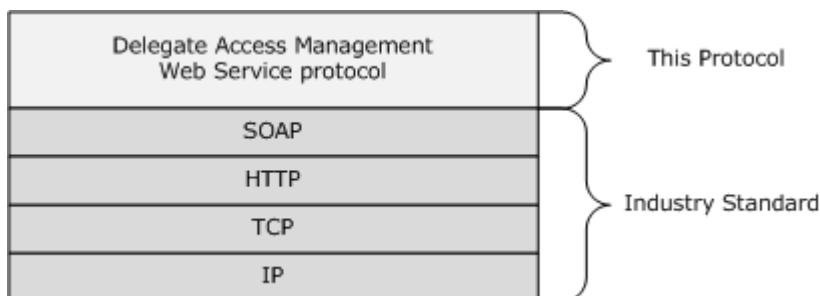 Delegate Access Management
Web Service protocol
This Protocol
SOAP
HTTP
TCP
IP
Industry Standard